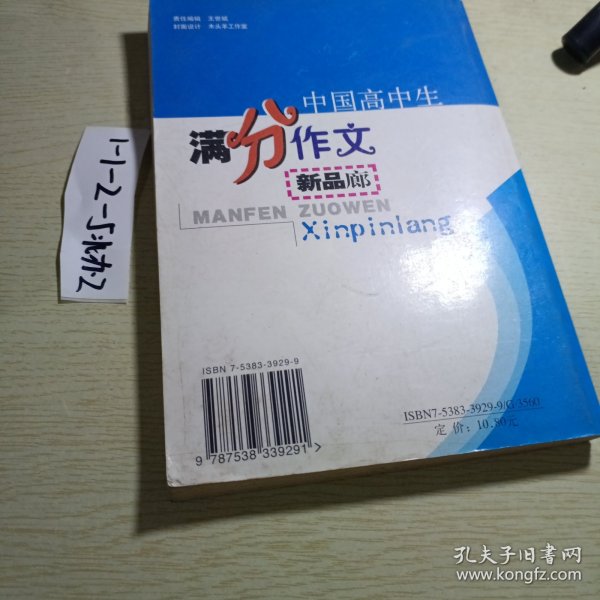 责任编辑 王世斌
封面设计 木头羊工作室
中国高中生
满分作文
新品廊
MANFEN ZUOWEN
Xinpinlang
ISBN 7-5383-3929-9
9 787538 339291 >
ISBN7-5383-3929-9/G/3560
定 价：10.80元
孔夫子旧书网
www.kongfz.com